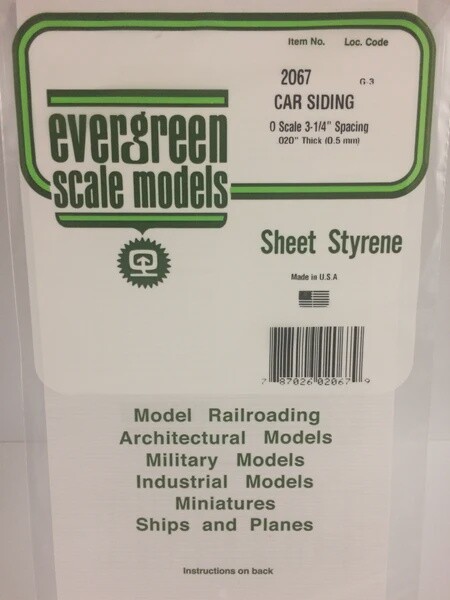 Item No. Loc. Code
2067 G-3
CAR SIDING
O Scale 3-1/4" Spacing
.020" Thick (0.5 mm)
evergreen
scale models
Sheet Styrene
Made in U.S.A
7 87026 02067 9
Model Railroading
Architectural Models
Military Models
Industrial Models
Miniatures
Ships and Planes
Instructions on back